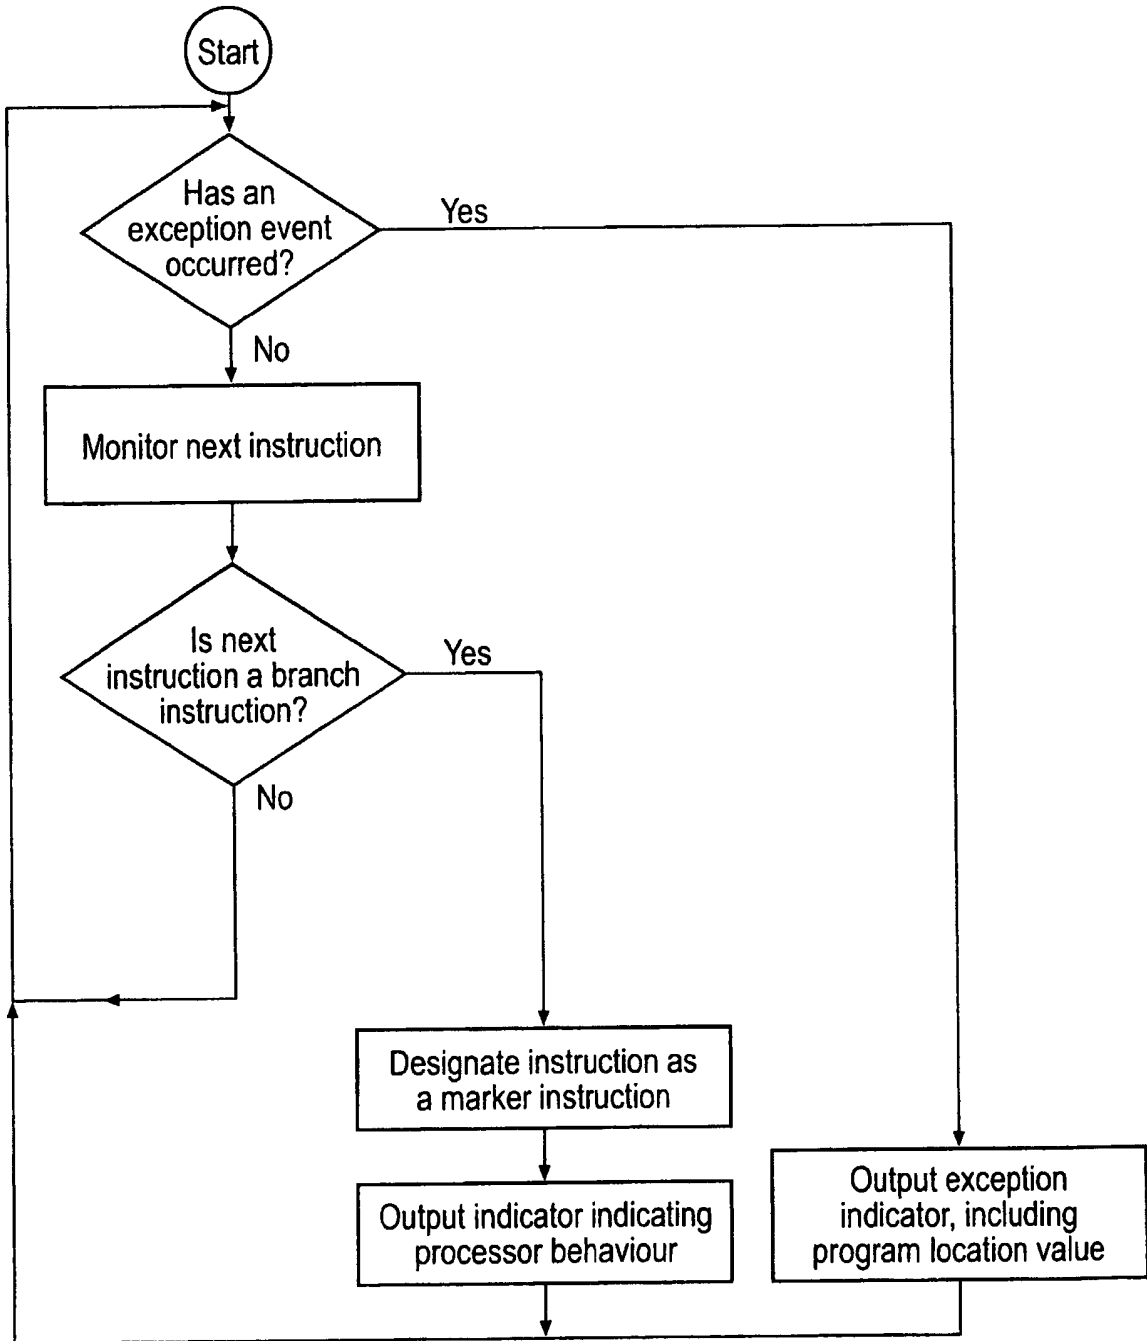 Start
Has an
exception event
occurred?
Yes
No
Monitor next instruction
Is next
instruction a branch
instruction?
Yes
No
Designate instruction as
a marker instruction
Output indicator indicating
processor behaviour
Output exception
indicator, including
program location value